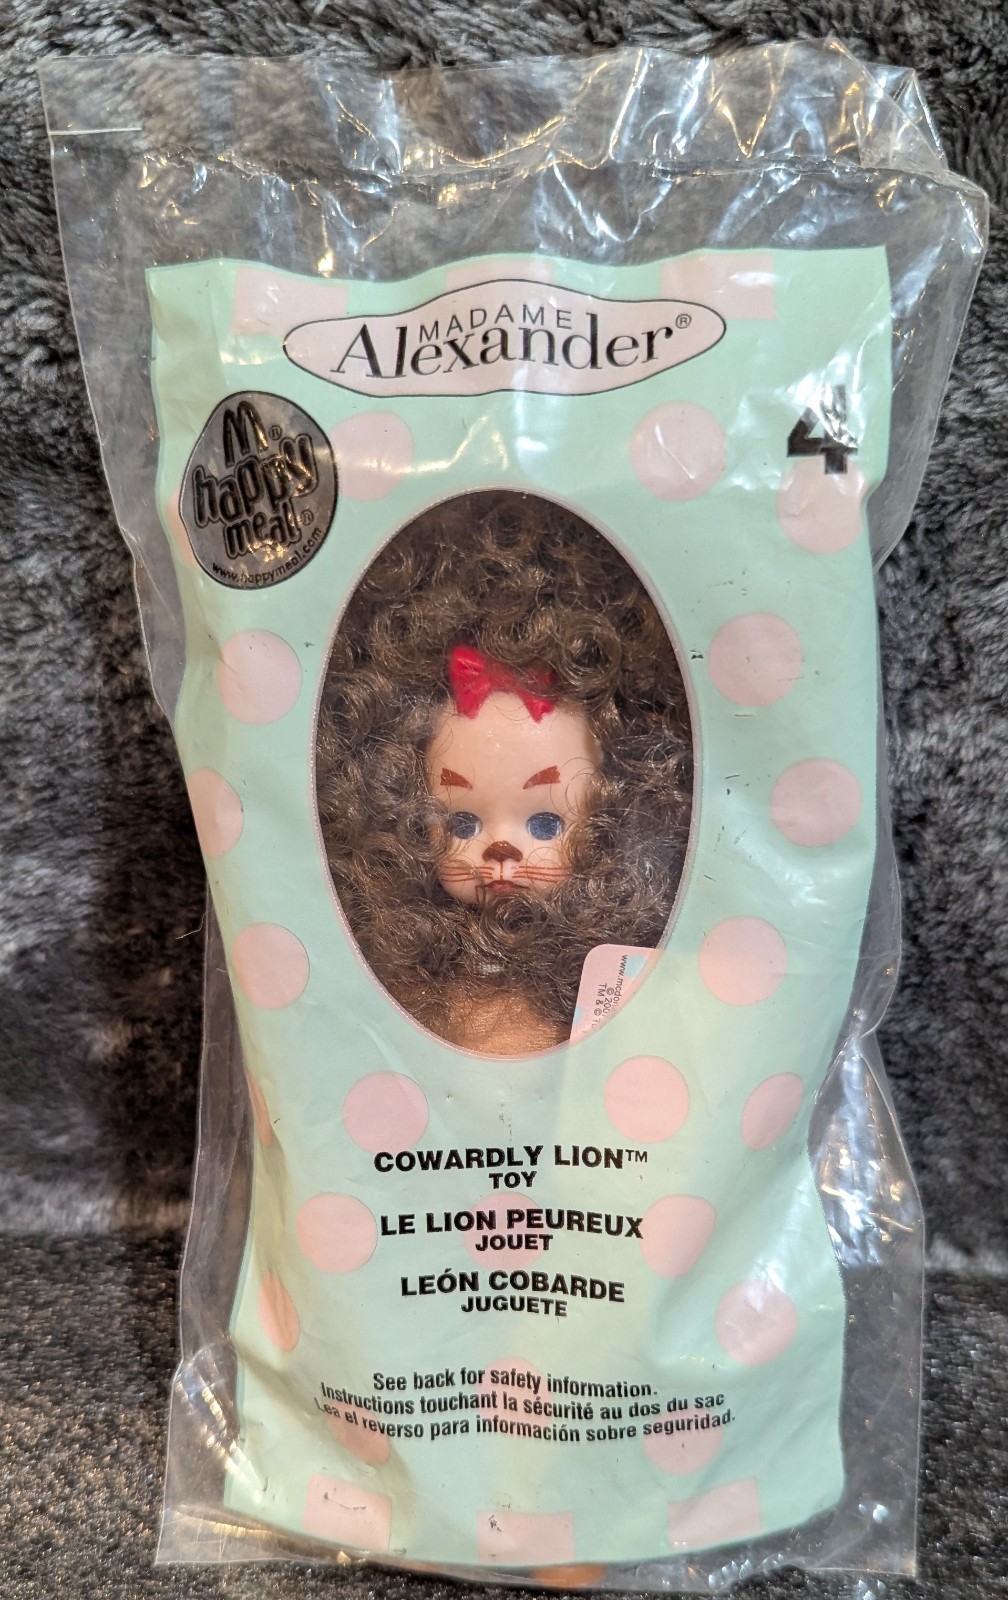 MADAME
Alexander®
4
M®
happy
meal®
www.happymeal.com
COWARDLY LION™
TOY
LE LION PEUREUX
JOUET
LEÓN COBARDE
JUGUETE
See back for safety information.
Instructions touchant la sécurité au dos du sac
Lea el reverso para información sobre seguridad.